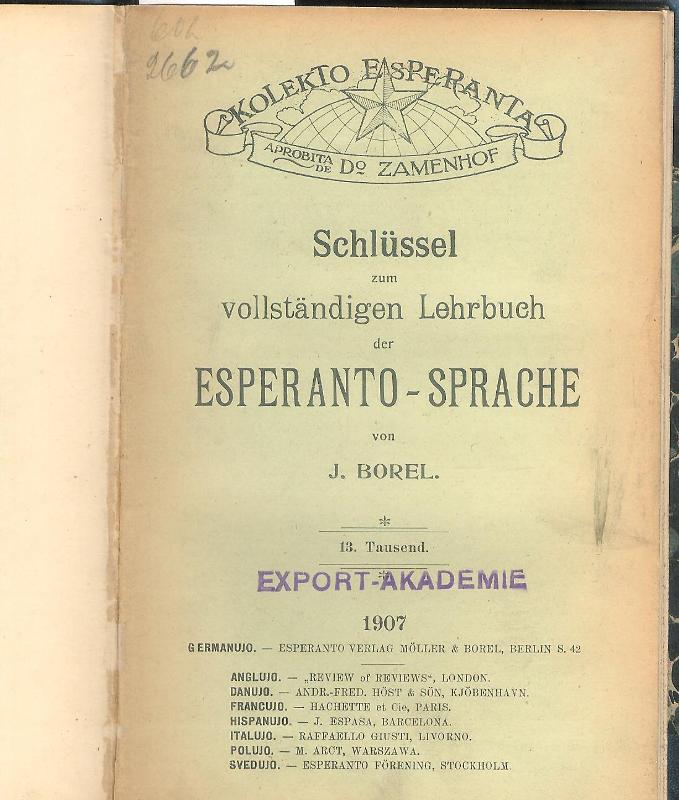 60h
2662
KOLEKTO ESPERANTA
APROBITA DE Dº ZAMENHOF
Schlüssel
zum
vollständigen Lehrbuch
der
ESPERANTO-SPRACHE
von
J. BOREL.
*
13. Tausend.
*
EXPORT-AKADEMIE
1907
GERMANUJO. — ESPERANTO VERLAG MÖLLER & BOREL, BERLIN S. 42
ANGLUJO. — „REVIEW of REVIEWS“, LONDON.
DANUJO. — ANDR.-FRED. HÖST & SÖN, KJÖBENHAVN.
FRANCUJO. — HACHETTE et Cie, PARIS.
HISPANUJO. — J. ESPASA, BARCELONA.
ITALUJO. — RAFFAELLO GIUSTI, LIVORNO.
POLUJO. — M. ARCT, WARSZAWA.
SVEDUJO. — ESPERANTO FÖRENING, STOCKHOLM.